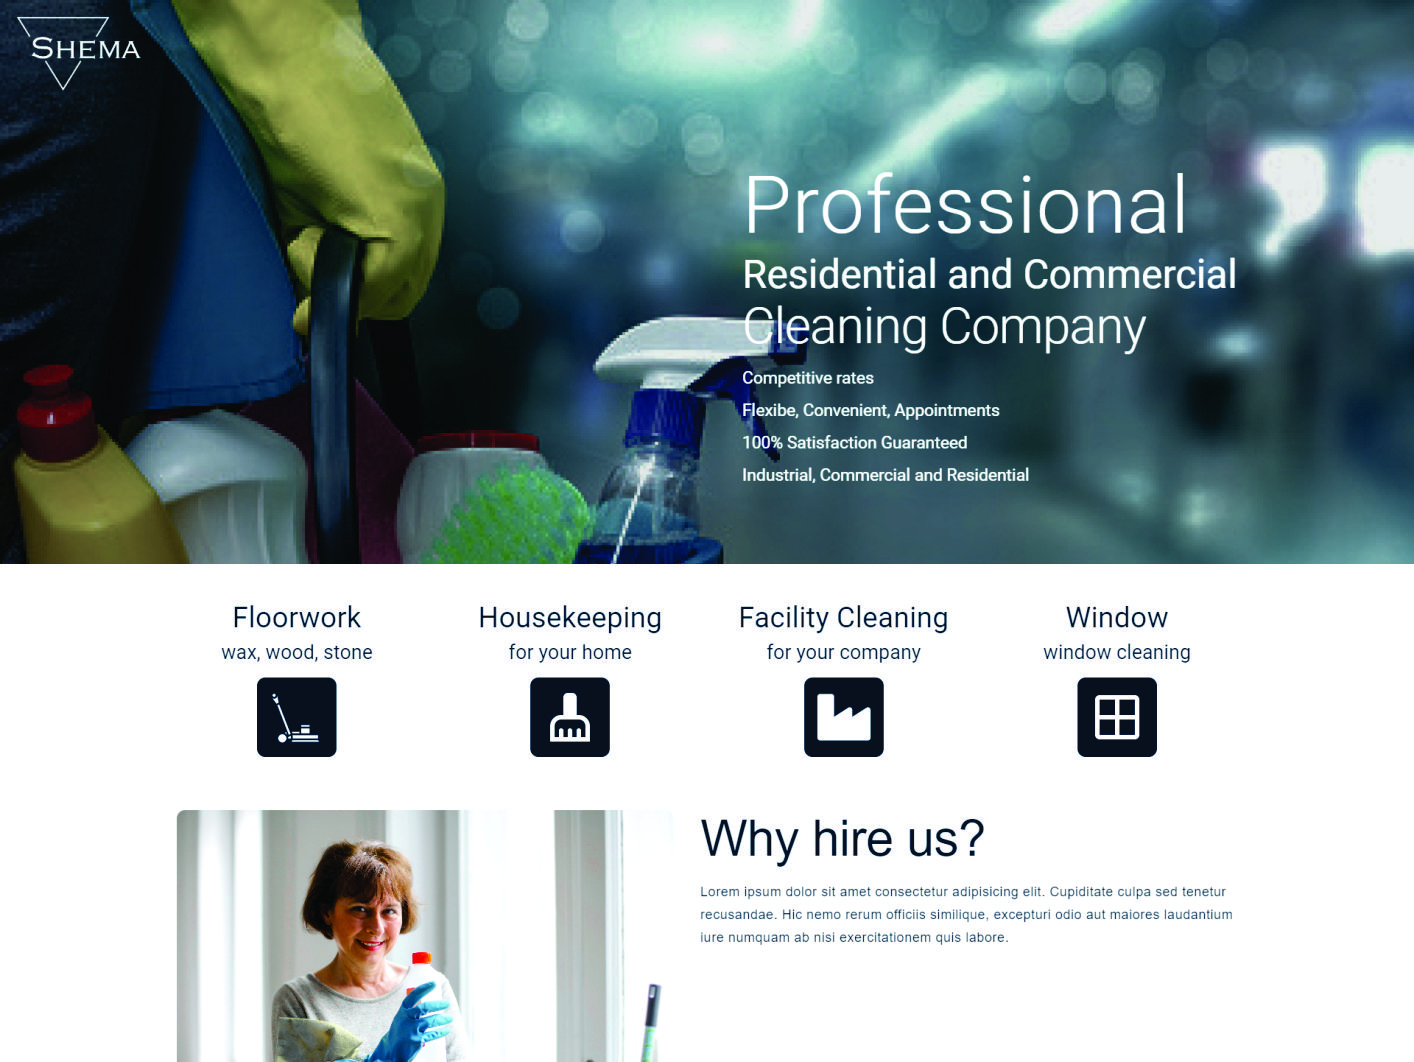 SHEMA
Professional
Residential and Commercial
Cleaning Company
Competitive rates
Flexibe, Convenient, Appointments
100% Satisfaction Guaranteed
Industrial, Commercial and Residential
Floorwork
wax, wood, stone
Housekeeping
for your home
Facility Cleaning
for your company
Window
window cleaning
Why hire us?
Lorem ipsum dolor sit amet consectetur adipisicing elit. Cupiditate culpa sed tenetur
recusandae. Hic nemo rerum officiis similique, excepturi odio aut maiores laudantium
iure numquam ab nisi exercitationem quis labore.